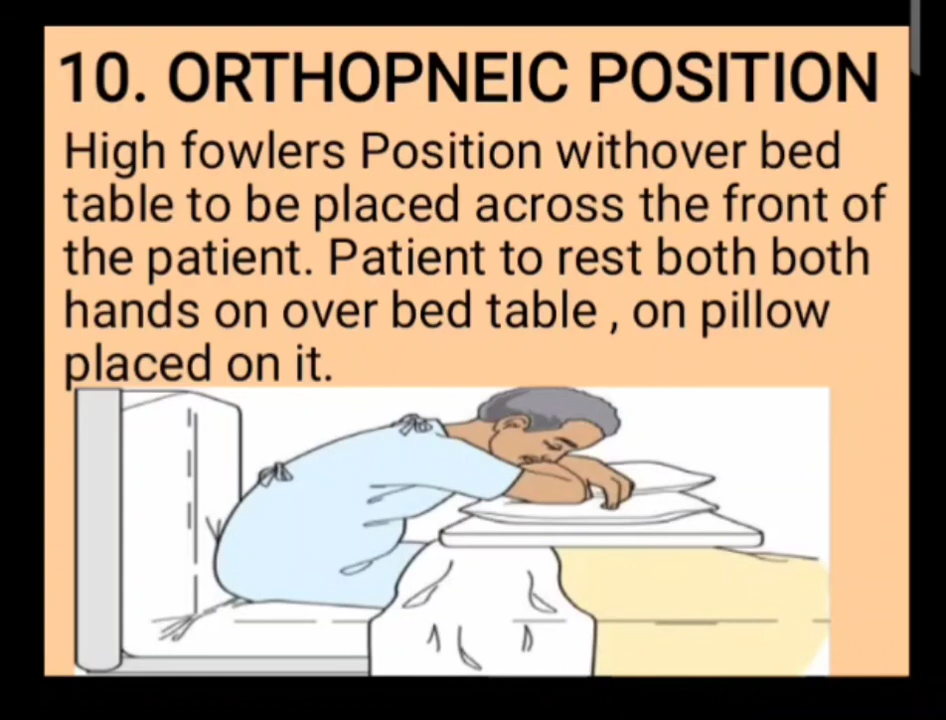 10. ORTHOPNEIC POSITION
High fowlers Position withover bed
table to be placed across the front of
the patient. Patient to rest both both
hands on over bed table , on pillow
placed on it.